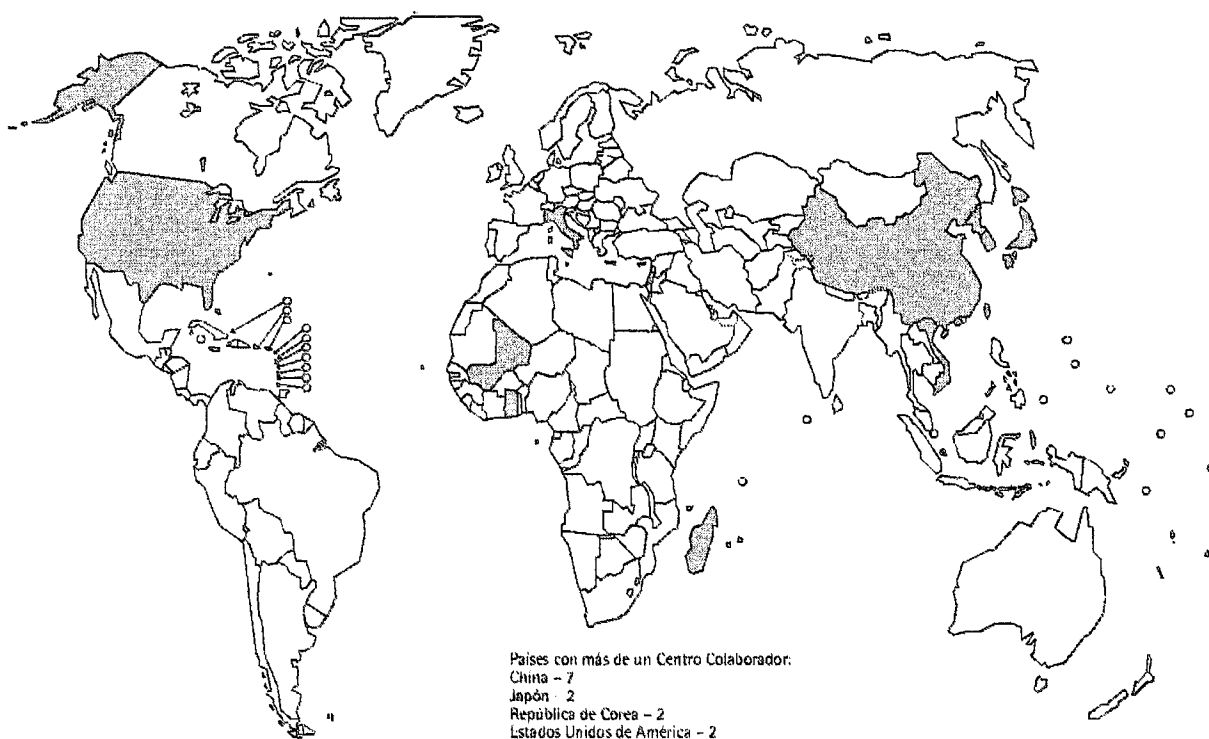 Países con más de un Centro Colaborador:
China – 7
Japón – 2
República de Corea – 2
Estados Unidos de América – 2